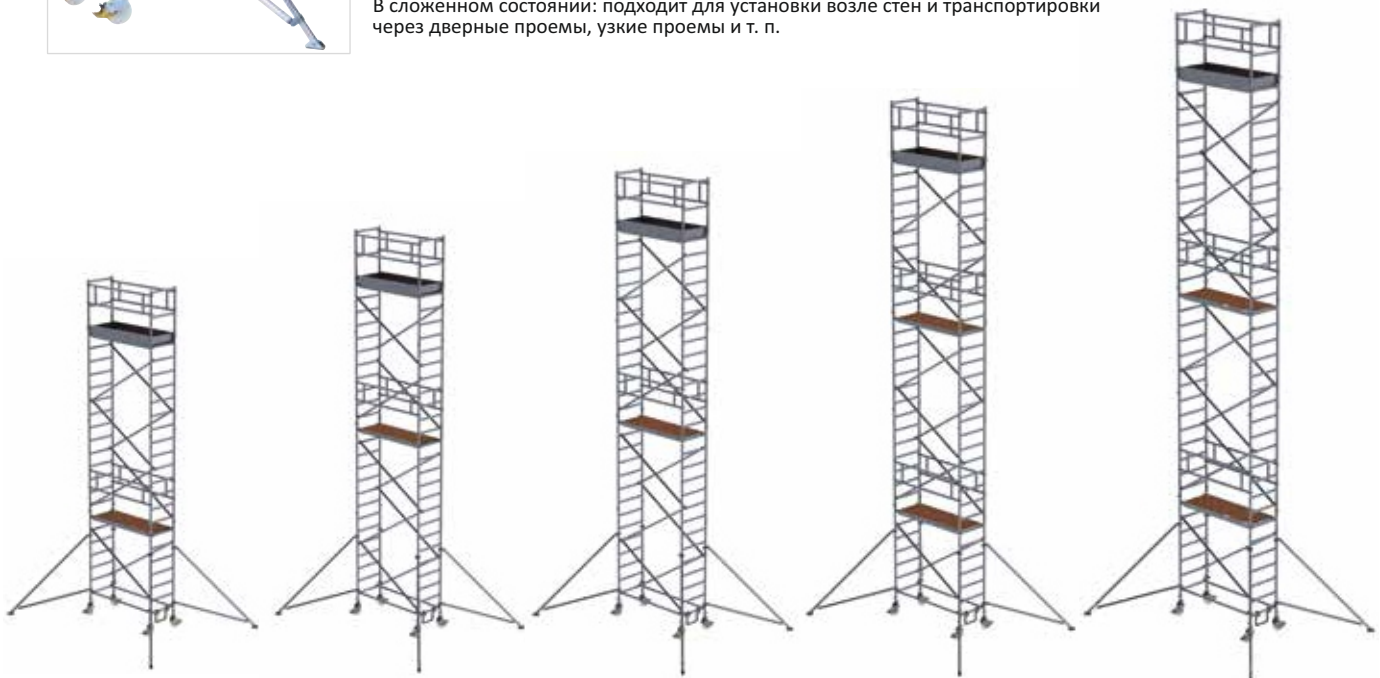 В сложенном состоянии: подходит для установки возле стен и транспортировки
через дверные проемы, узкие проемы и т. п.